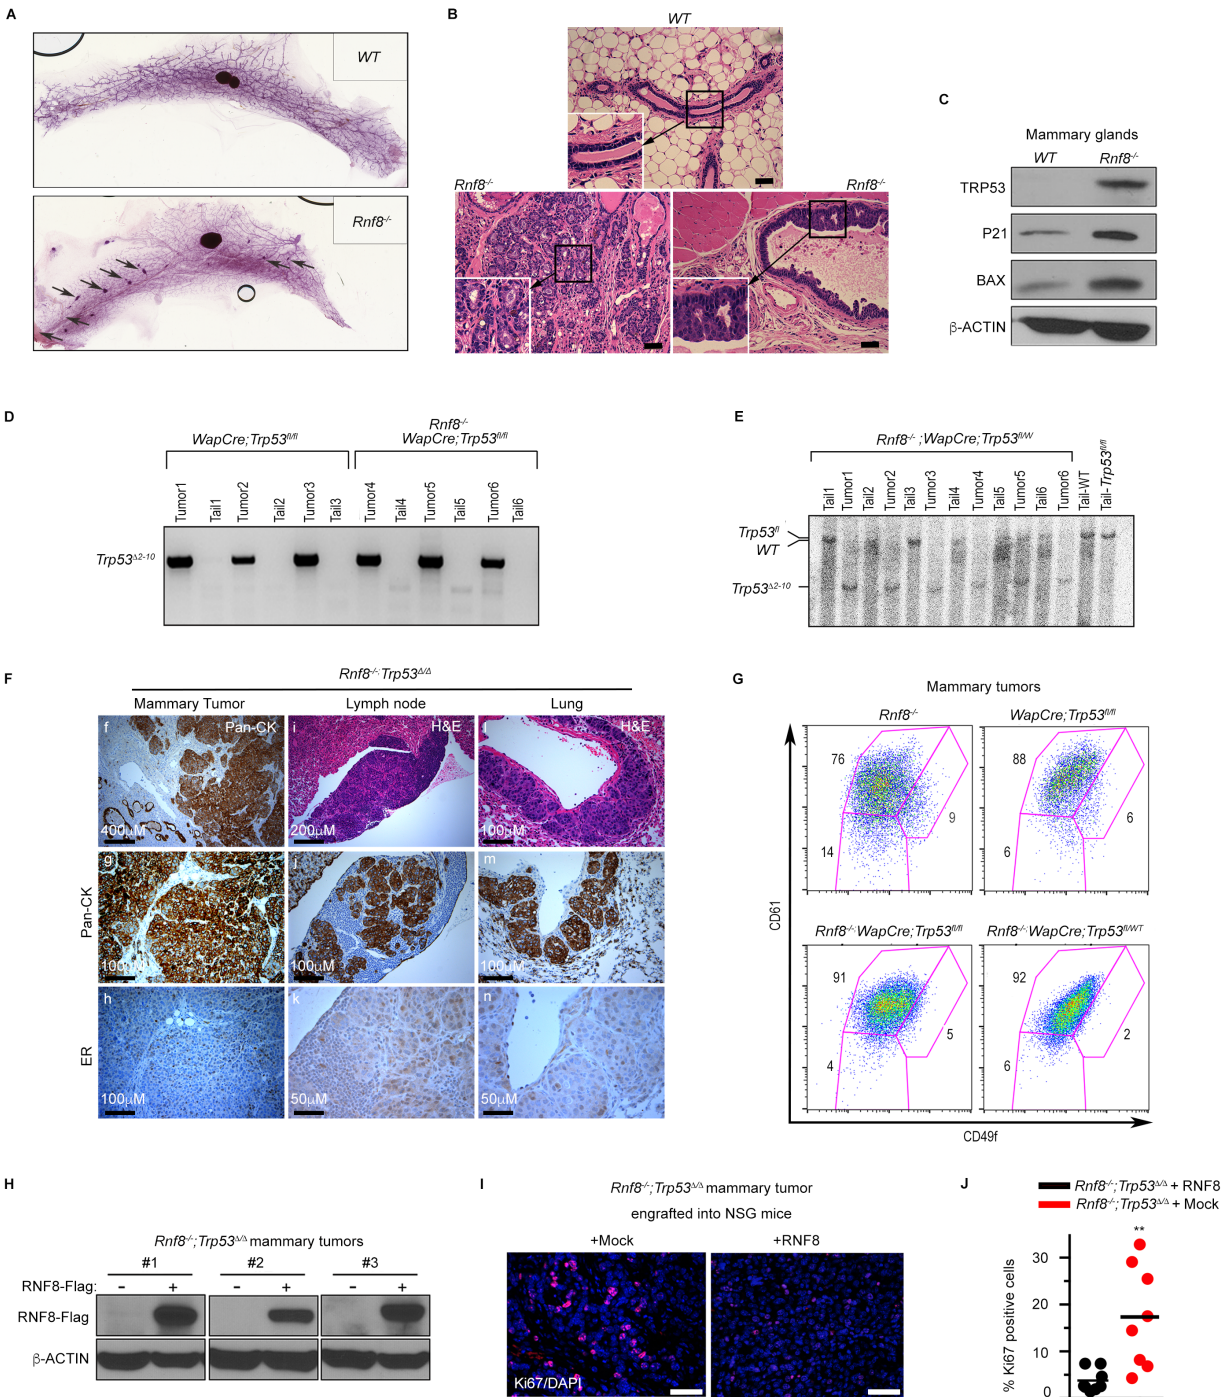 A
WT
Rnf8-/-
B
WT
Rnf8-/-
Rnf8-/-
C
Mammary glands
WT
Rnf8-/-
TRP53
P21
BAX
β-ACTIN
D
WapCre;Trp53fl/fl
Rnf8-/-
WapCre;Trp53fl/fl
Tumor1
Tail1
Tumor2
Tail2
Tumor3
Tail3
Tumor4
Tail4
Tumor5
Tail5
Tumor6
Tail6
Trp53Δ2-10
E
Rnf8-/-;WapCre;Trp53fl/W
Tail1
Tumor1
Tail2
Tumor2
Tail3
Tumor3
Tail4
Tumor4
Tail5
Tumor5
Tail6
Tumor6
Tail-WT
Tail-Trp53fl/fl
Trp53fl
WT
Trp53Δ2-10
F
Rnf8-/-;Trp53Δ/Δ
Mammary Tumor
Lymph node
Lung
f
Pan-CK
400μM
i
H&E
200μM
l
H&E
100μM
Pan-CK
g
100μM
j
100μM
m
100μM
ER
h
100μM
k
50μM
n
50μM
G
Mammary tumors
Rnf8-/-
WapCre;Trp53fl/fl
76
9
14
88
6
6
Rnf8-/-;WapCre;Trp53fl/fl
Rnf8-/-;WapCre;Trp53fl/WT
91
5
4
92
2
6
CD61
CD49f
H
Rnf8-/-;Trp53Δ/Δ mammary tumors
#1
#2
#3
RNF8-Flag: - + - + - +
RNF8-Flag
β-ACTIN
I
Rnf8-/-;Trp53Δ/Δ mammary tumor
engrafted into NSG mice
+Mock
+RNF8
Ki67/DAPI
J
Rnf8-/-;Trp53Δ/Δ + RNF8
Rnf8-/-;Trp53Δ/Δ + Mock
**
% Ki67 positive cells
30
20
10
0